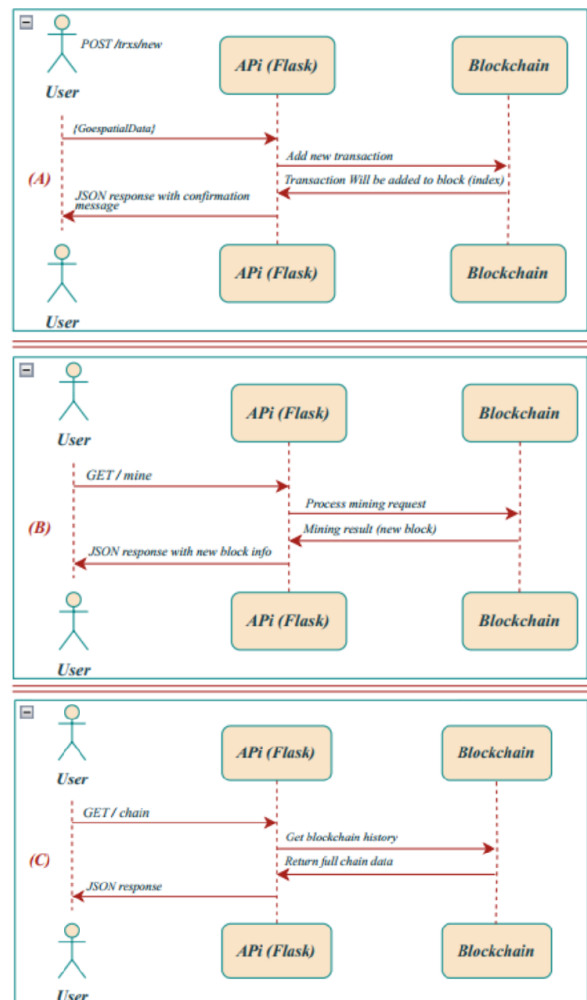 POST /trxs/new
User
APi (Flask)
Blockchain
{GoespatialData}
Add new transaction
(A)
Transaction Will be added to block (index)
JSON response with confirmation
message
User
APi (Flask)
Blockchain
User
APi (Flask)
Blockchain
GET / mine
Process mining request
(B)
Mining result (new block)
JSON response with new block info
User
APi (Flask)
Blockchain
User
APi (Flask)
Blockchain
GET / chain
Get blockchain history
(C)
Return full chain data
JSON response
APi (Flask)
Blockchain
User